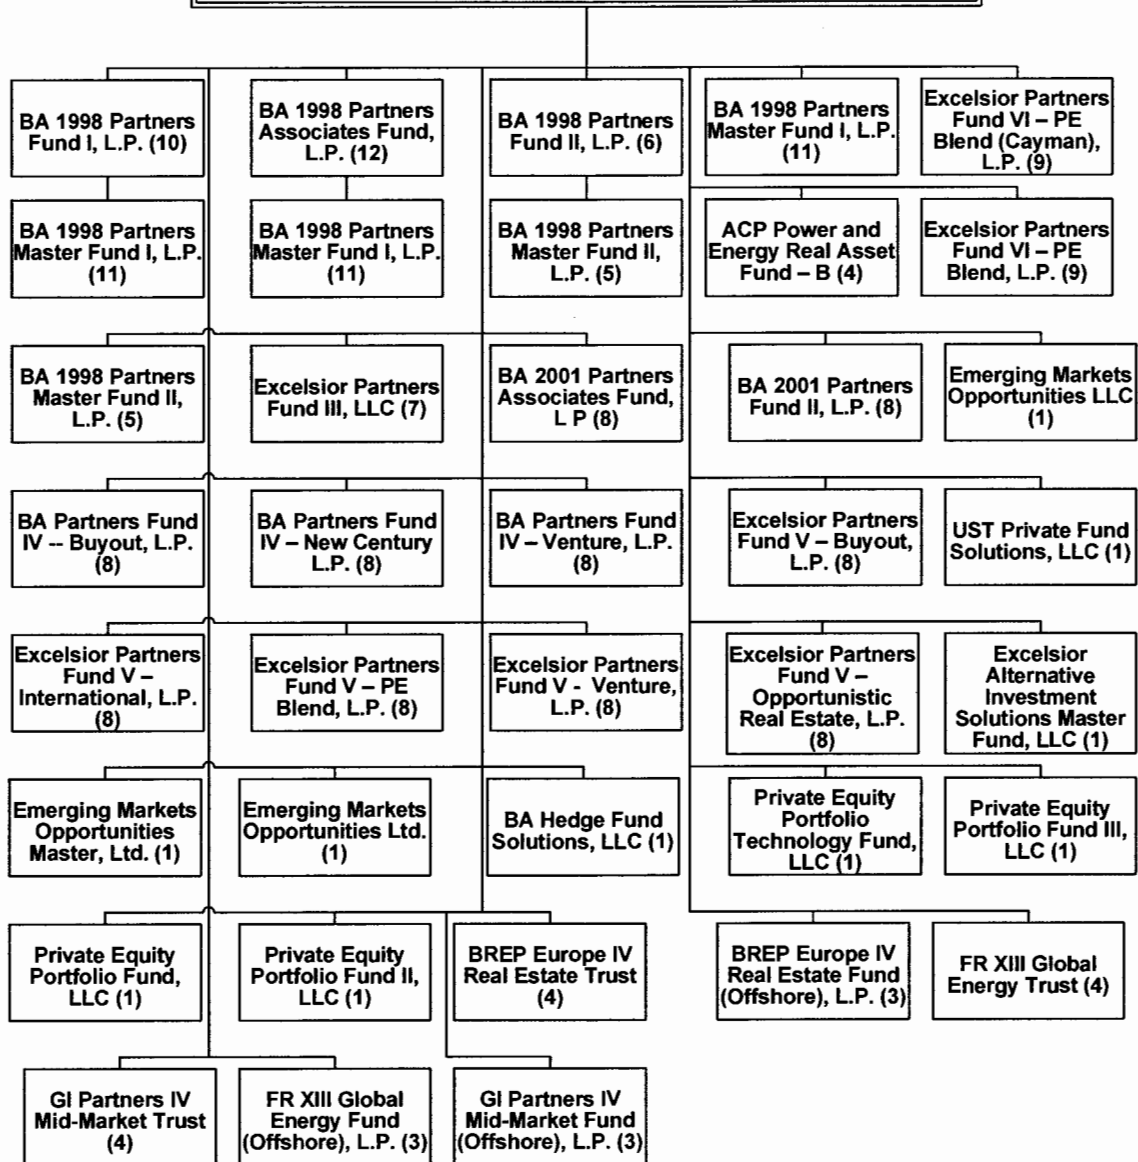 BA 1998 Partners
Fund I, L.P. (10)
BA 1998 Partners
Associates Fund,
L.P. (12)
BA 1998 Partners
Fund II, L.P. (6)
BA 1998 Partners
Master Fund I, L.P.
(11)
Excelsior Partners
Fund VI – PE
Blend (Cayman),
L.P. (9)
BA 1998 Partners
Master Fund I, L.P.
(11)
BA 1998 Partners
Master Fund I, L.P.
(11)
BA 1998 Partners
Master Fund II,
L.P. (5)
ACP Power and
Energy Real Asset
Fund – B (4)
Excelsior Partners
Fund VI – PE
Blend, L.P. (9)
BA 1998 Partners
Master Fund II,
L.P. (5)
Excelsior Partners
Fund III, LLC (7)
BA 2001 Partners
Associates Fund,
L P (8)
BA 2001 Partners
Fund II, L.P. (8)
Emerging Markets
Opportunities LLC
(1)
BA Partners Fund
IV -- Buyout, L.P.
(8)
BA Partners Fund
IV – New Century
L.P. (8)
BA Partners Fund
IV – Venture, L.P.
(8)
Excelsior Partners
Fund V – Buyout,
L.P. (8)
UST Private Fund
Solutions, LLC (1)
Excelsior Partners
Fund V –
International, L.P.
(8)
Excelsior Partners
Fund V – PE
Blend, L.P. (8)
Excelsior Partners
Fund V - Venture,
L.P. (8)
Excelsior Partners
Fund V –
Opportunistic
Real Estate, L.P.
(8)
Excelsior
Alternative
Investment
Solutions Master
Fund, LLC (1)
Emerging Markets
Opportunities
Master, Ltd. (1)
Emerging Markets
Opportunities Ltd.
(1)
BA Hedge Fund
Solutions, LLC (1)
Private Equity
Portfolio
Technology Fund,
LLC (1)
Private Equity
Portfolio Fund III,
LLC (1)
Private Equity
Portfolio Fund,
LLC (1)
Private Equity
Portfolio Fund II,
LLC (1)
BREP Europe IV
Real Estate Trust
(4)
BREP Europe IV
Real Estate Fund
(Offshore), L.P. (3)
FR XIII Global
Energy Trust (4)
GI Partners IV
Mid-Market Trust
(4)
FR XIII Global
Energy Fund
(Offshore), L.P. (3)
GI Partners IV
Mid-Market Fund
(Offshore), L.P. (3)